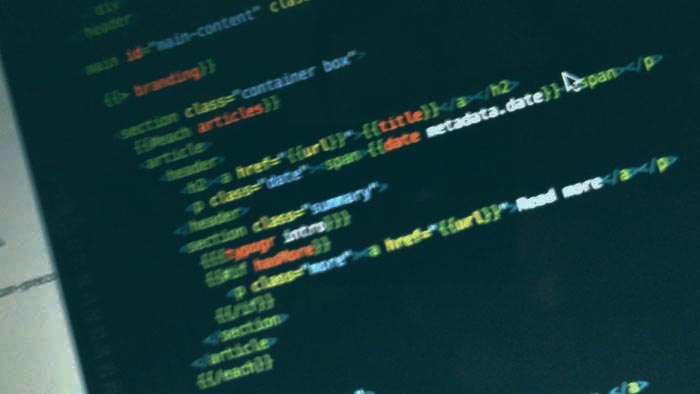 div
header
main id="main-content" clas
{{> branding}}
<section class="container box">
{{#each articles}}
<article>
<header>
<h2><a href="{{url}}">{{title}}</a></h2>
<p class="date"><span>{{date metadata.date}}</span></p>
</header>
<section class="summary">
{{{typogr intro}}}
{{#if hasMore}}
<p class="more"><a href="{{url}}">Read more</a></p>
{{/if}}
</section>
</article>
{{/each}}
</a>